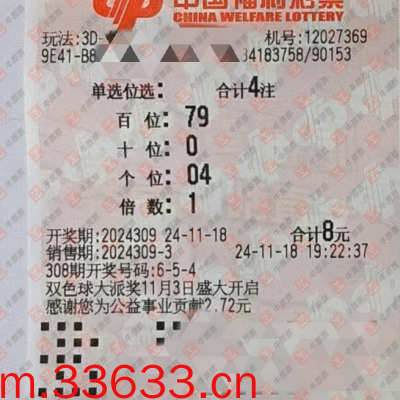 中国福利彩票
CHINA WELFARE LOTTERY
玩法:3D-
机号:12027369
9E41-B8
34183758/90153
单选位选: 合计4注
百 位: 79
十 位: 0
个 位: 04
倍 数: 1
开奖期:2024309 24-11-18 合计8元
销售期:2024309-3 24-11-18 19:22:37
308期开奖号码:6-5-4
双色球大派奖11月3日盛大开启
感谢您为公益事业贡献2.72元
m.33633.cn